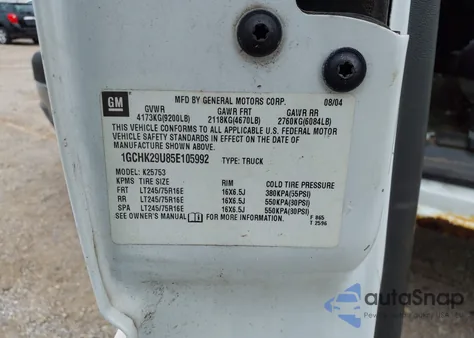 GM
MFD BY GENERAL MOTORS CORP. 08/04
GVWR GAWR FRT GAWR RR
4173KG(9200LB) 2118KG(4670LB) 2760KG(6084LB)
THIS VEHICLE CONFORMS TO ALL APPLICABLE U.S. FEDERAL MOTOR
VEHICLE SAFETY STANDARDS IN EFFECT ON THE DATE OF
MANUFACTURE SHOWN ABOVE.
1GCHK29U85E105992 TYPE: TRUCK
MODEL: K25753
KPMS TIRE SIZE RIM COLD TIRE PRESSURE
FRT LT245/75R16E 16X6.5J 380KPA(55PSI)
RR LT245/75R16E 16X6.5J 550KPA(80PSI)
SPA LT245/75R16E 16X6.5J 550KPA(80PSI)
SEE OWNER'S MANUAL FOR MORE INFORMATION.
F 865
T 2596
autoSnap